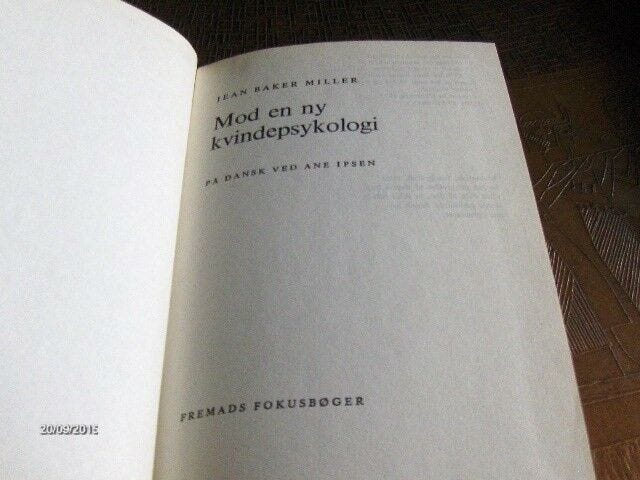 JEAN BAKER MILLER
Mod en ny
kvindepsykologi
PÅ DANSK VED ANE IPSEN
FREMADS FOKUSBØGER
20/09/2015